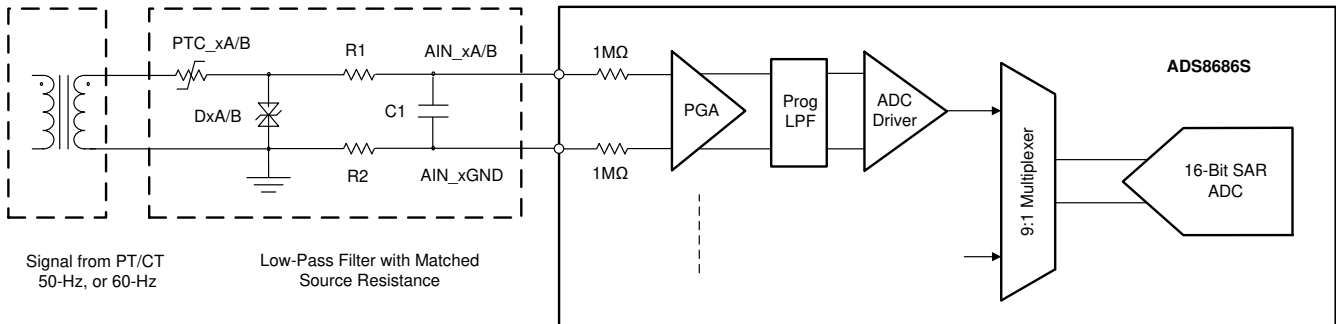 PTC_xA/B
R1
AIN_xA/B
1MΩ
DxA/B
C1
R2
AIN_xGND
1MΩ
PGA
Prog
LPF
ADC
Driver
9:1 Multiplexer
ADS8686S
16-Bit SAR
ADC
Signal from PT/CT
50-Hz, or 60-Hz
Low-Pass Filter with Matched
Source Resistance